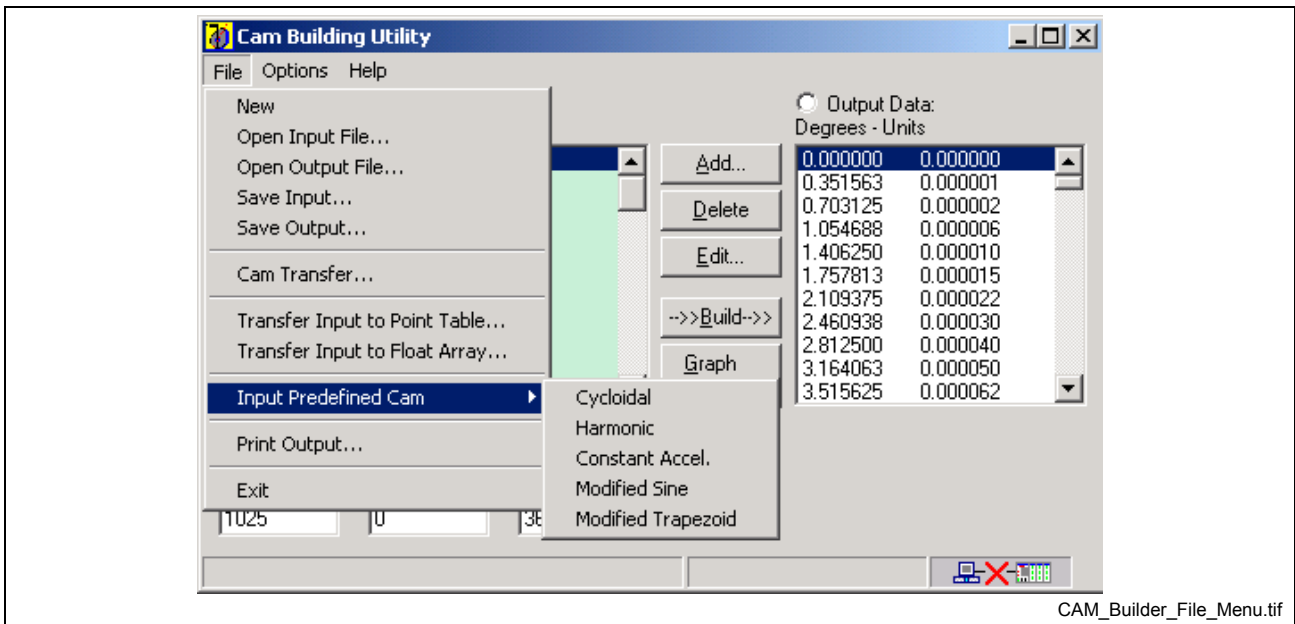 Cam Building Utility
File Options Help
New
Open Input File...
Open Output File...
Save Input...
Save Output...
Cam Transfer...
Transfer Input to Point Table...
Transfer Input to Float Array...
Input Predefined Cam
Print Output...
Exit
Cycloidal
Harmonic
Constant Accel.
Modified Sine
Modified Trapezoid
Add...
Delete
Edit...
-->>Build-->>
Graph
Output Data:
Degrees - Units
0.000000 0.000000
0.351563 0.000001
0.703125 0.000002
1.054688 0.000006
1.406250 0.000010
1.757813 0.000015
2.109375 0.000022
2.460938 0.000030
2.812500 0.000040
3.164063 0.000050
3.515625 0.000062
1025 0
CAM_Builder_File_Menu.tif